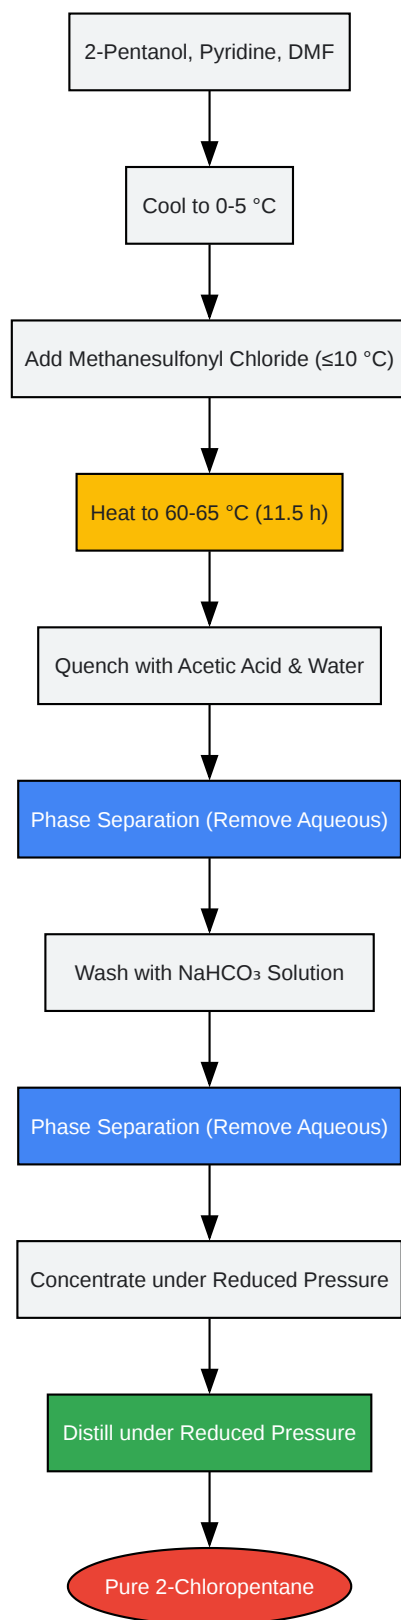 2-Pentanol, Pyridine, DMF
Cool to 0-5 °C
Add Methanesulfonyl Chloride (≤10 °C)
Heat to 60-65 °C (11.5 h)
Quench with Acetic Acid & Water
Phase Separation (Remove Aqueous)
Wash with NaHCO₃ Solution
Phase Separation (Remove Aqueous)
Concentrate under Reduced Pressure
Distill under Reduced Pressure
Pure 2-Chloropentane